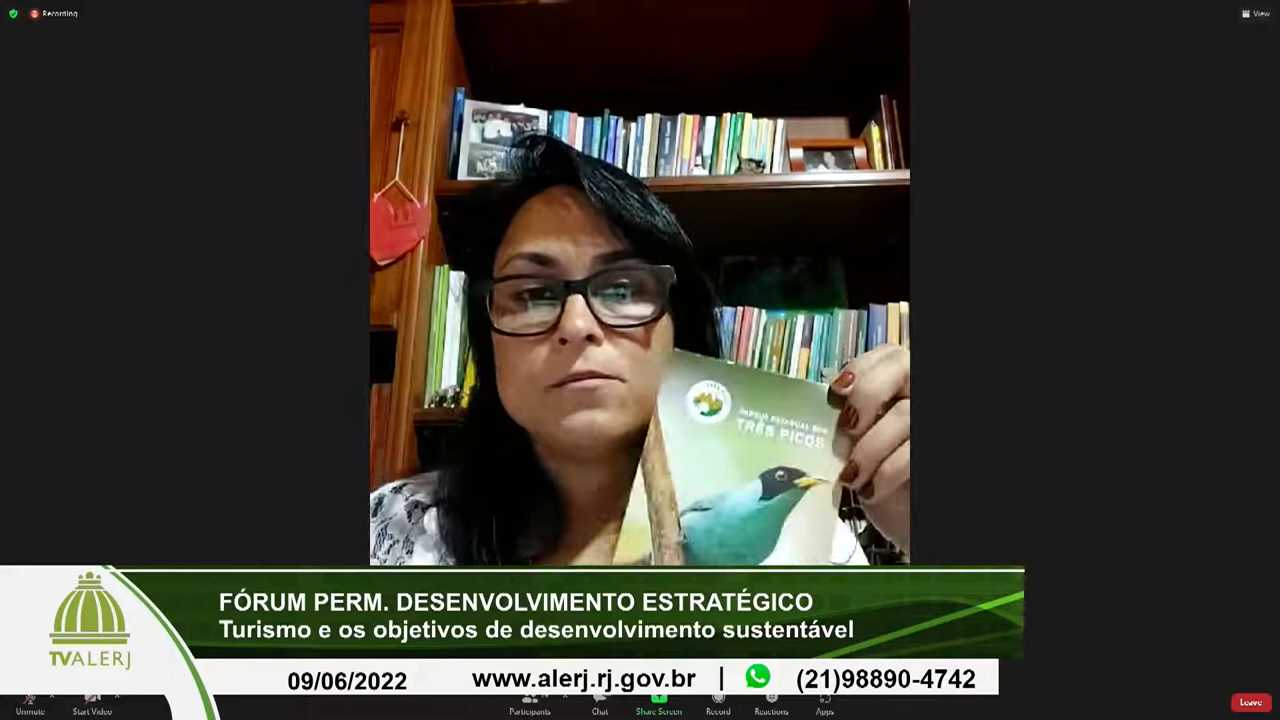 Recording
View
PARQUE ESTADUAL DOS
TRÊS PICOS
FÓRUM PERM. DESENVOLVIMENTO ESTRATÉGICO
Turismo e os objetivos de desenvolvimento sustentável
TVALERJ
09/06/2022
www.alerj.rj.gov.br | (21)98890-4742
Unmute
Start Video
Participants
Chat
Share Screen
Record
Reactions
Apps
Leave